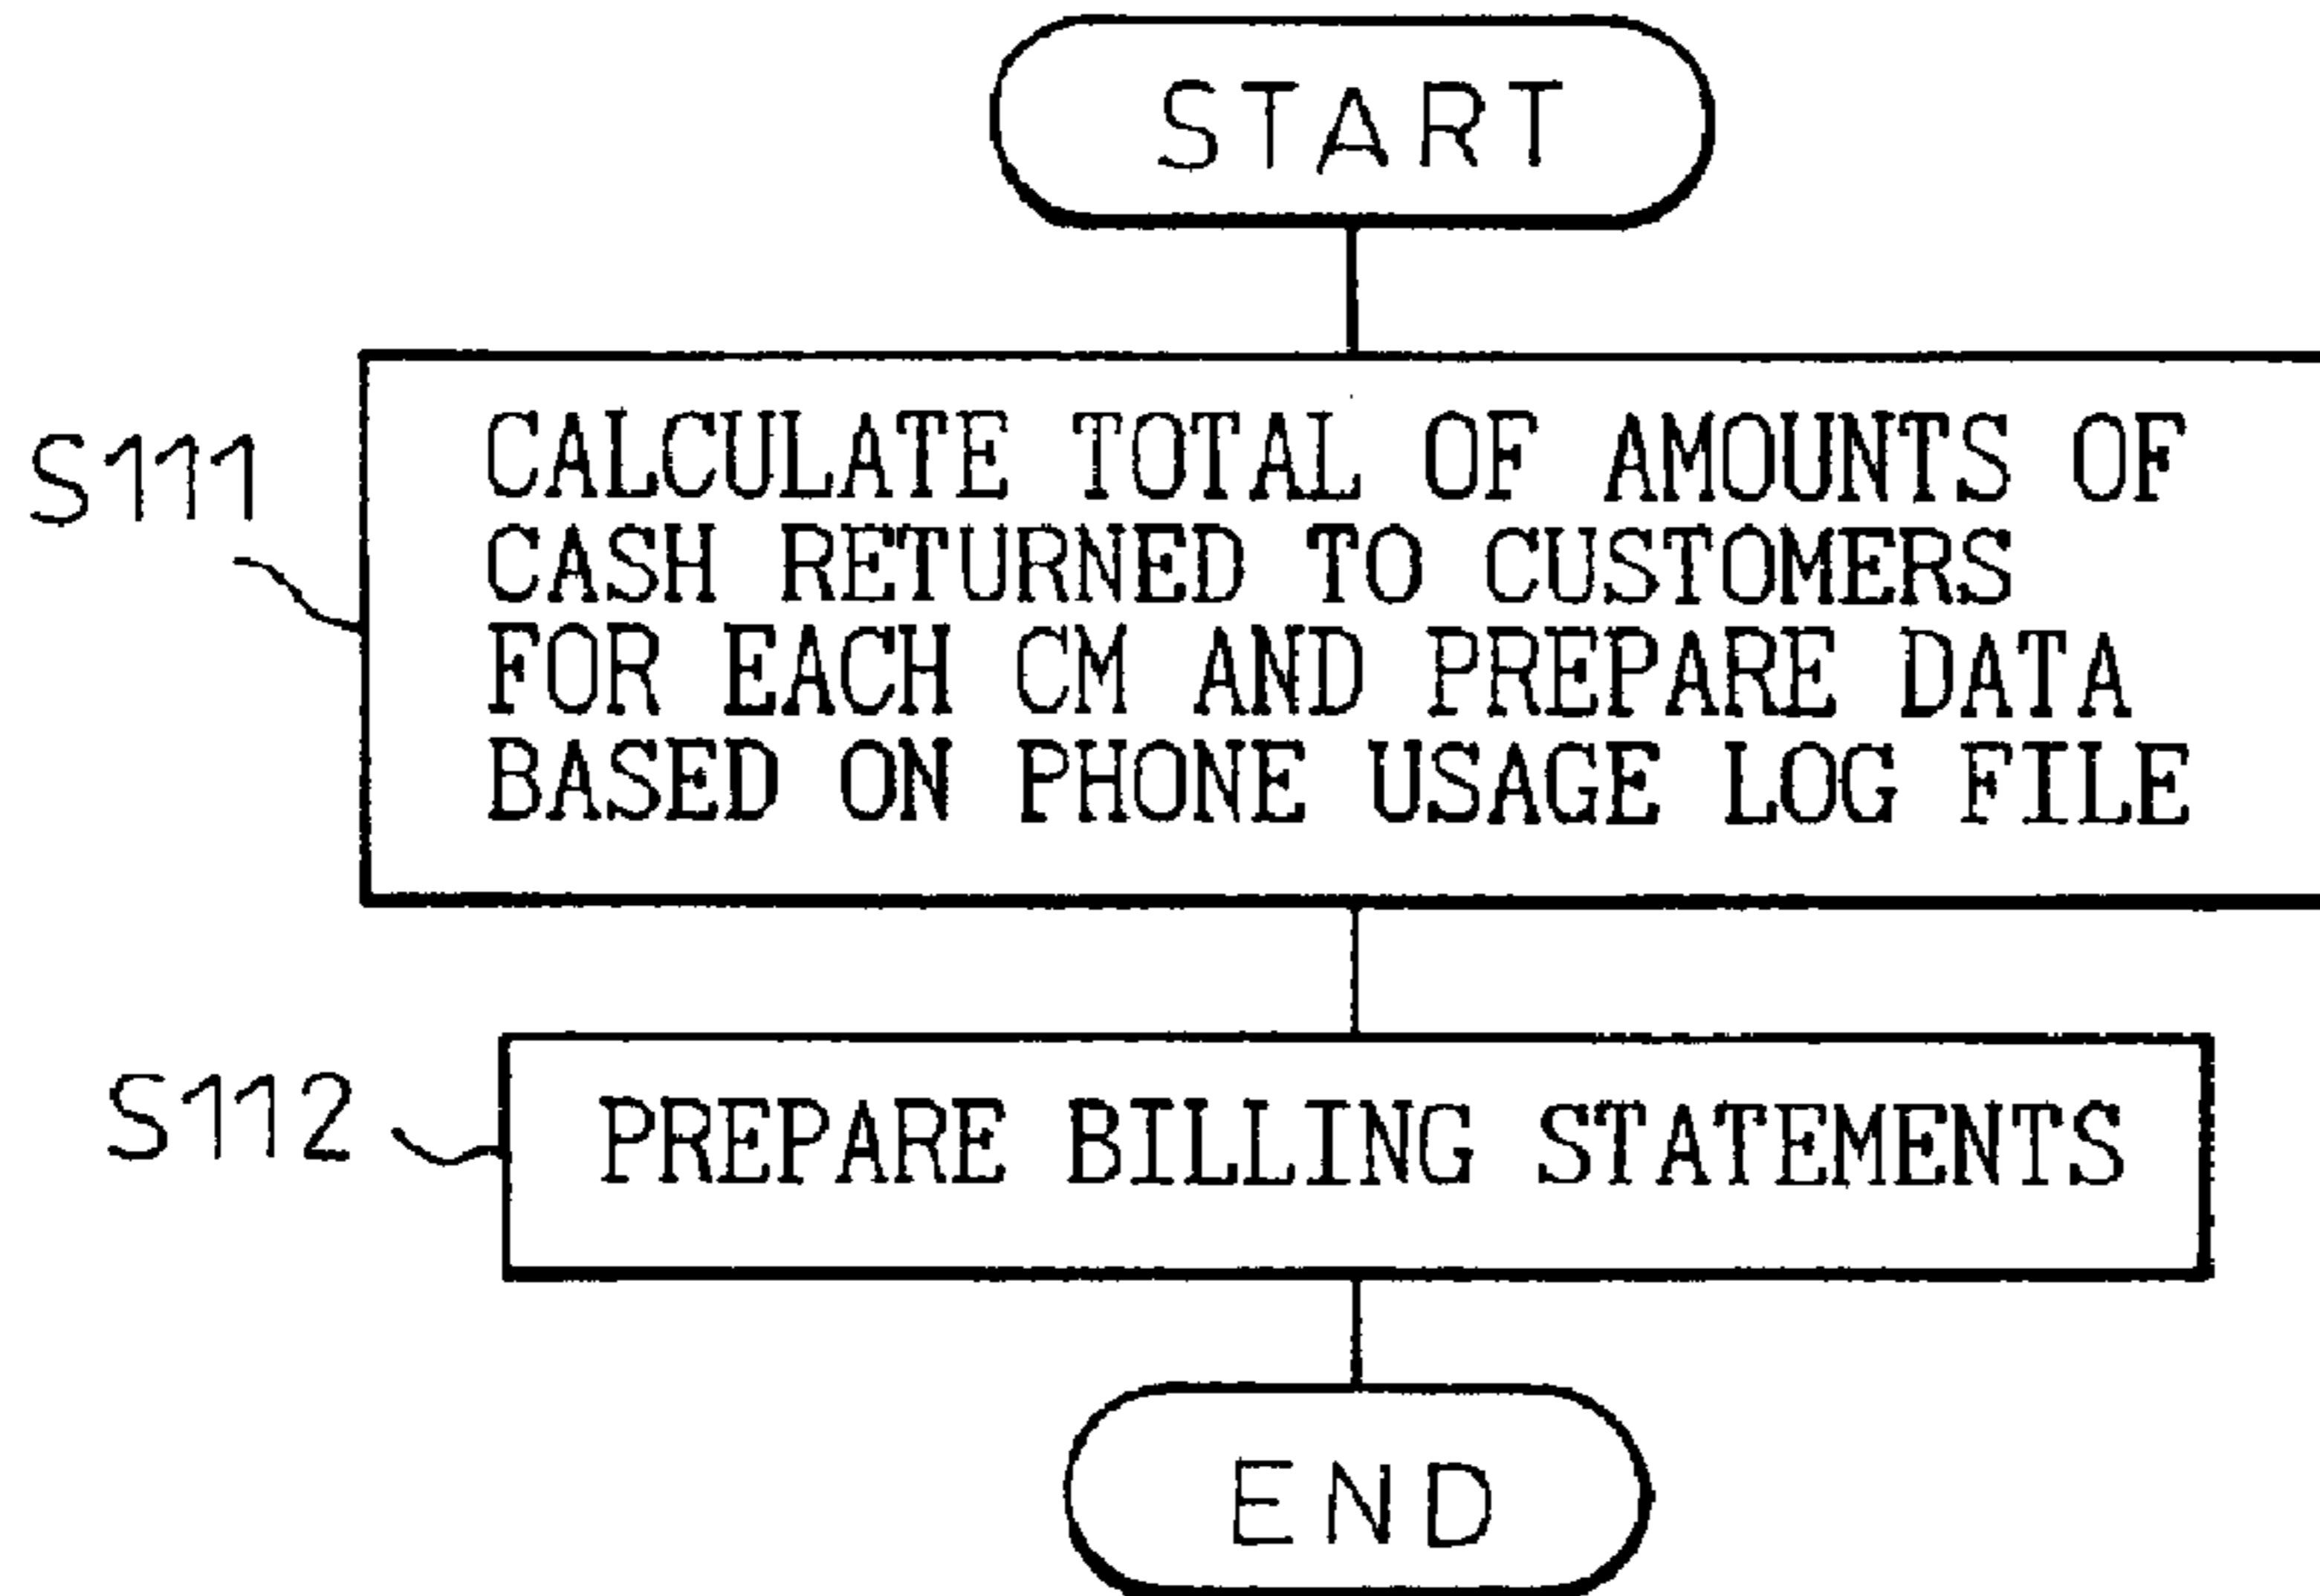 START
S111
CALCULATE TOTAL OF AMOUNTS OF
CASH RETURNED TO CUSTOMERS
FOR EACH CM AND PREPARE DATA
BASED ON PHONE USAGE LOG FILE
S112
PREPARE BILLING STATEMENTS
END